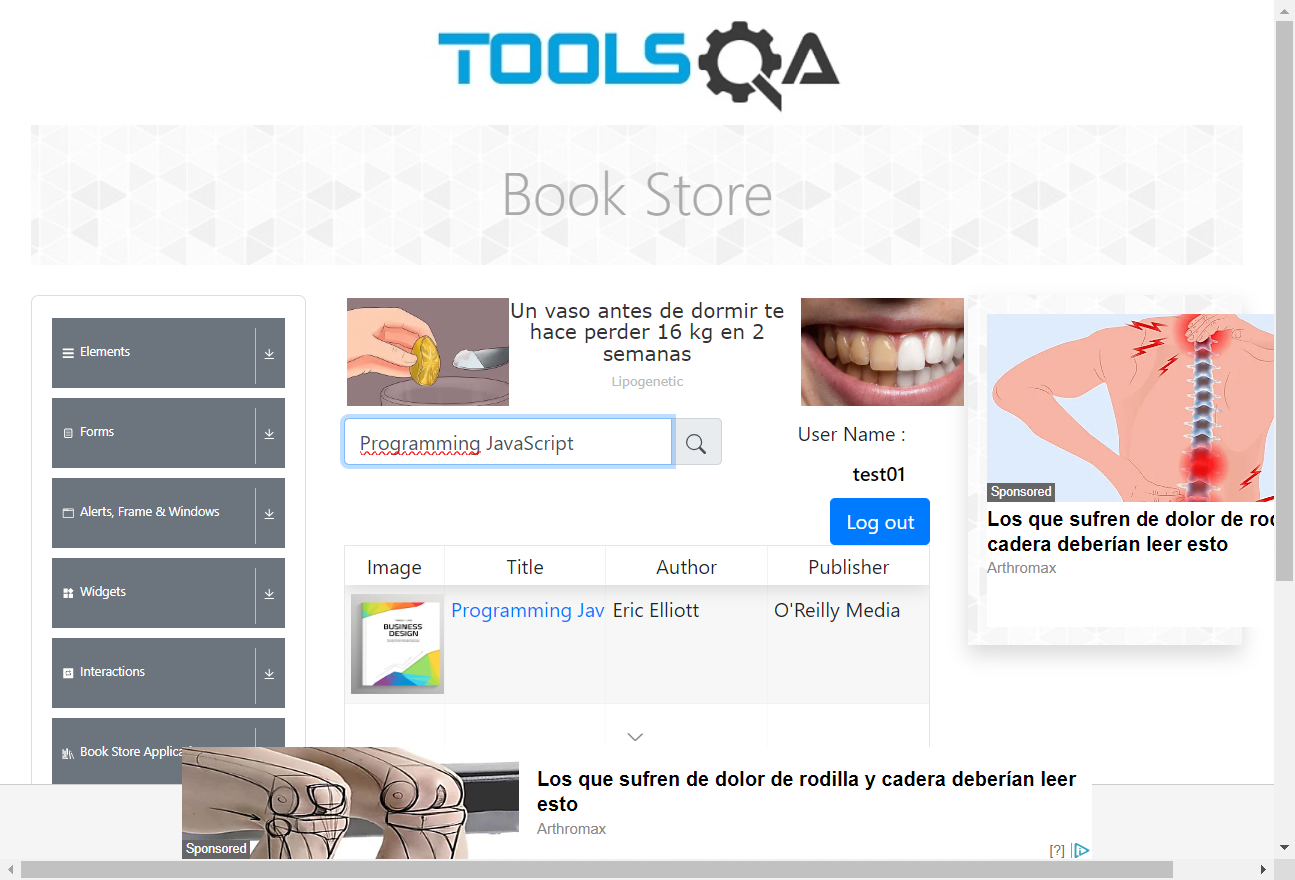 TOOLSQA
Book Store
Elements
Forms
Alerts, Frame & Windows
Widgets
Interactions
Book Store Applica
Un vaso antes de dormir te
hace perder 16 kg en 2
semanas
Lipogenetic
Programming JavaScript
User Name :
test01
Log out
Image Title Author Publisher
BUSINESS
DESIGN
Programming Jav Eric Elliott O'Reilly Media
Sponsored
Los que sufren de dolor de rod
cadera deberían leer esto
Arthromax
Sponsored
Los que sufren de dolor de rodilla y cadera deberían leer
esto
Arthromax
[?]